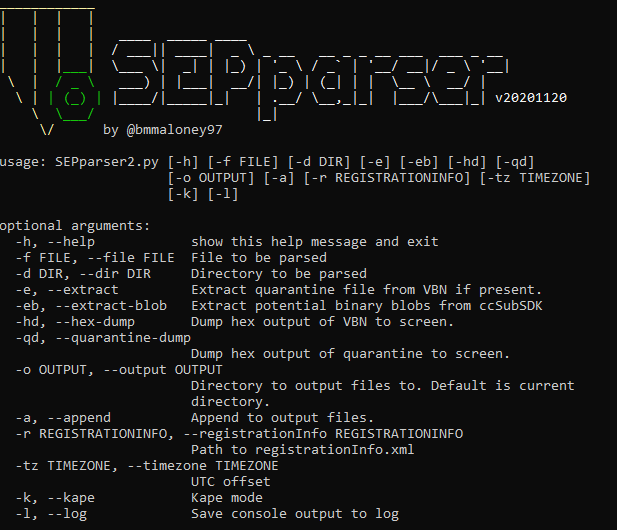 SEPparser v20201120
by @bmmaloney97
usage: SEPparser2.py [-h] [-f FILE] [-d DIR] [-e] [-eb] [-hd] [-qd]
[-o OUTPUT] [-a] [-r REGISTRATIONINFO] [-tz TIMEZONE]
[-k] [-l]
optional arguments:
-h, --help show this help message and exit
-f FILE, --file FILE File to be parsed
-d DIR, --dir DIR Directory to be parsed
-e, --extract Extract quarantine file from VBN if present.
-eb, --extract-blob Extract potential binary blobs from ccSubSDK
-hd, --hex-dump Dump hex output of VBN to screen.
-qd, --quarantine-dump
Dump hex output of quarantine to screen.
-o OUTPUT, --output OUTPUT
Directory to output files to. Default is current
directory.
-a, --append Append to output files.
-r REGISTRATIONINFO, --registrationInfo REGISTRATIONINFO
Path to registrationInfo.xml
-tz TIMEZONE, --timezone TIMEZONE
UTC offset
-k, --kape Kape mode
-l, --log Save console output to log